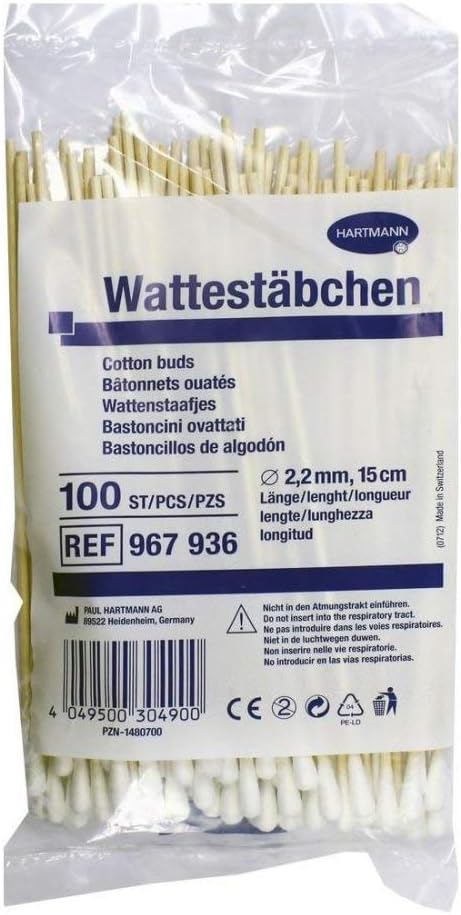 HARTMANN
Wattestäbchen
Cotton buds
Bâtonnets ouatés
Wattenstaafjes
Bastoncini ovattati
Bastoncillos de algodón
100 ST/PCS/PZS
REF 967 936
∅ 2,2 mm, 15 cm
Länge/lenght/longueur
lengte/lunghezza
longitud
(0712) Made in Switzerland
PAUL HARTMANN AG
89522 Heidenheim, Germany
Nicht in den Atmungstrakt einführen.
Do not insert into the respiratory tract.
Ne pas introduire dans les voies respiratoires.
Niet in de luchtwegen duwen.
Non inserire nelle vie respiratorie.
No introducir en las vias respiratorias.
4 049500 304900
PZN-1480700
CE 2
04
PE-LD